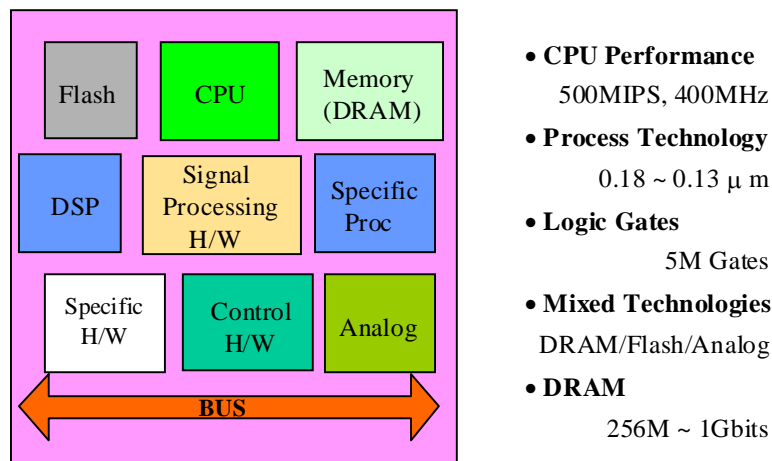 Flash
CPU
Memory
(DRAM)
DSP
Signal
Processing
H/W
Specific
Proc
Specific
H/W
Control
H/W
Analog
BUS
• CPU Performance
500MIPS, 400MHz
• Process Technology
0.18 ~ 0.13 μ m
• Logic Gates
5M Gates
• Mixed Technologies
DRAM/Flash/Analog
• DRAM
256M ~ 1Gbits